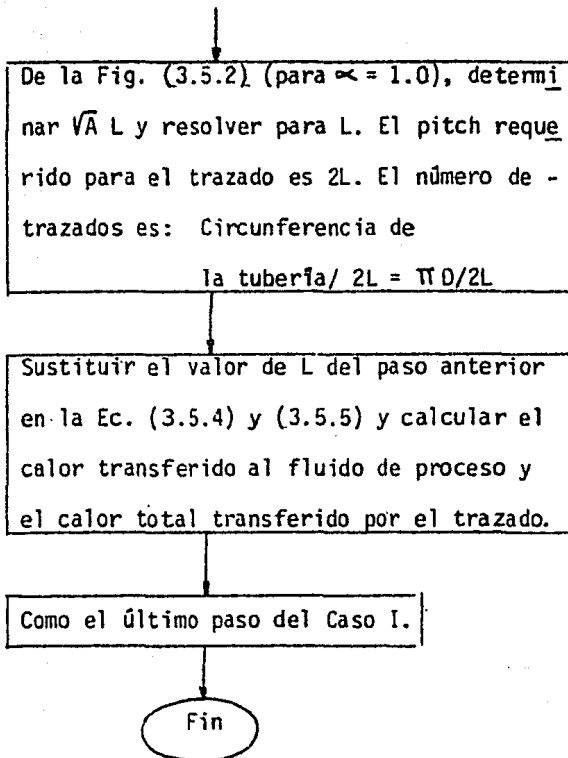 De la Fig. (3.5.2) (para ∝ = 1.0), determi
nar √A L y resolver para L. El pitch reque
rido para el trazado es 2L. El número de -
trazados es: Circunferencia de
la tubería/ 2L = π D/2L
Sustituir el valor de L del paso anterior
en la Ec. (3.5.4) y (3.5.5) y calcular el
calor transferido al fluido de proceso y
el calor total transferido por el trazado.
Como el último paso del Caso I.
Fin